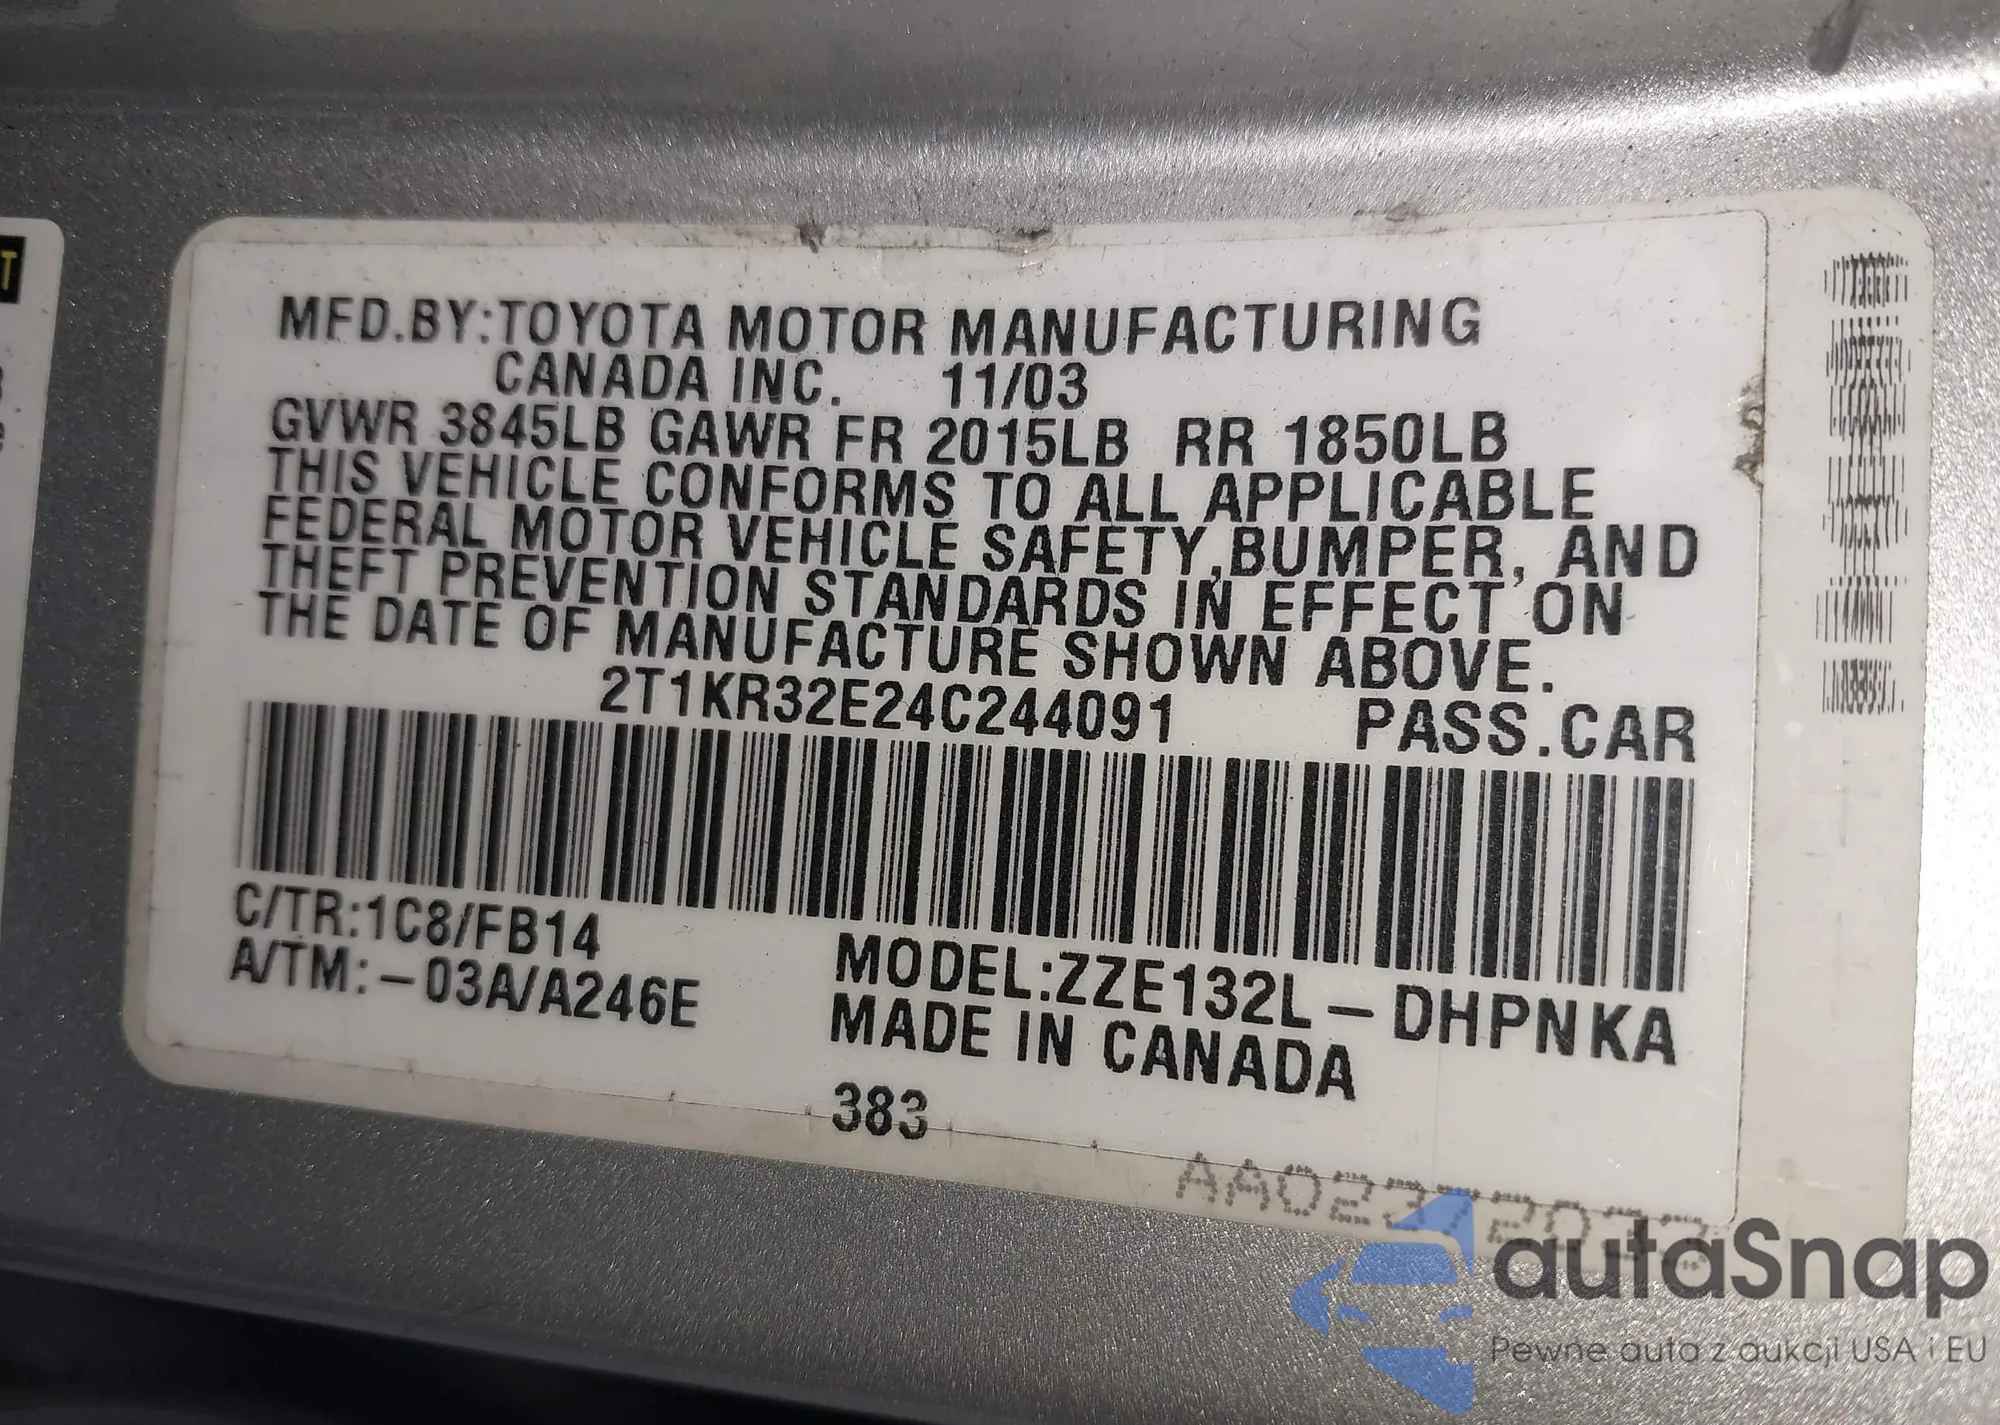 T
MFD.BY:TOYOTA MOTOR MANUFACTURING
CANADA INC. 11/03
GVWR 3845LB GAWR FR 2015LB RR 1850LB
THIS VEHICLE CONFORMS TO ALL APPLICABLE
FEDERAL MOTOR VEHICLE SAFETY,BUMPER, AND
THEFT PREVENTION STANDARDS IN EFFECT ON
THE DATE OF MANUFACTURE SHOWN ABOVE.
2T1KR32E24C244091 PASS.CAR
C/TR:1C8/FB14
A/TM:-03A/A246E
MODEL:ZZE132L-DHPNKA
MADE IN CANADA
383
autaSnap
Pewne auta z aukcji USA i EU